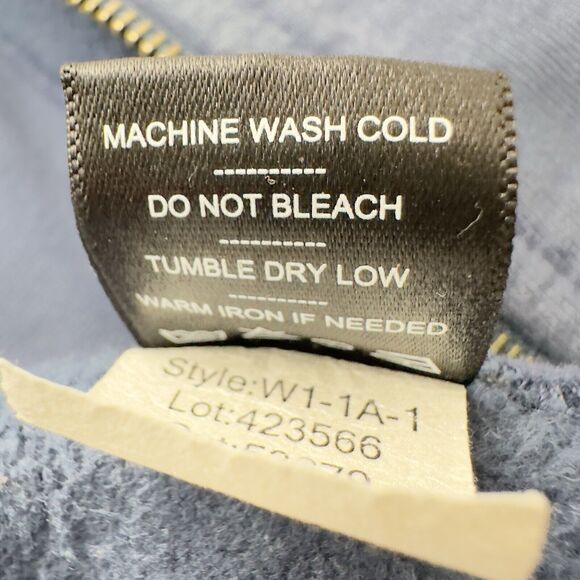 MACHINE WASH COLD
----------
DO NOT BLEACH
----------
TUMBLE DRY LOW
----------
WARM IRON IF NEEDED
Style:W1-1A-1
Lot:423566